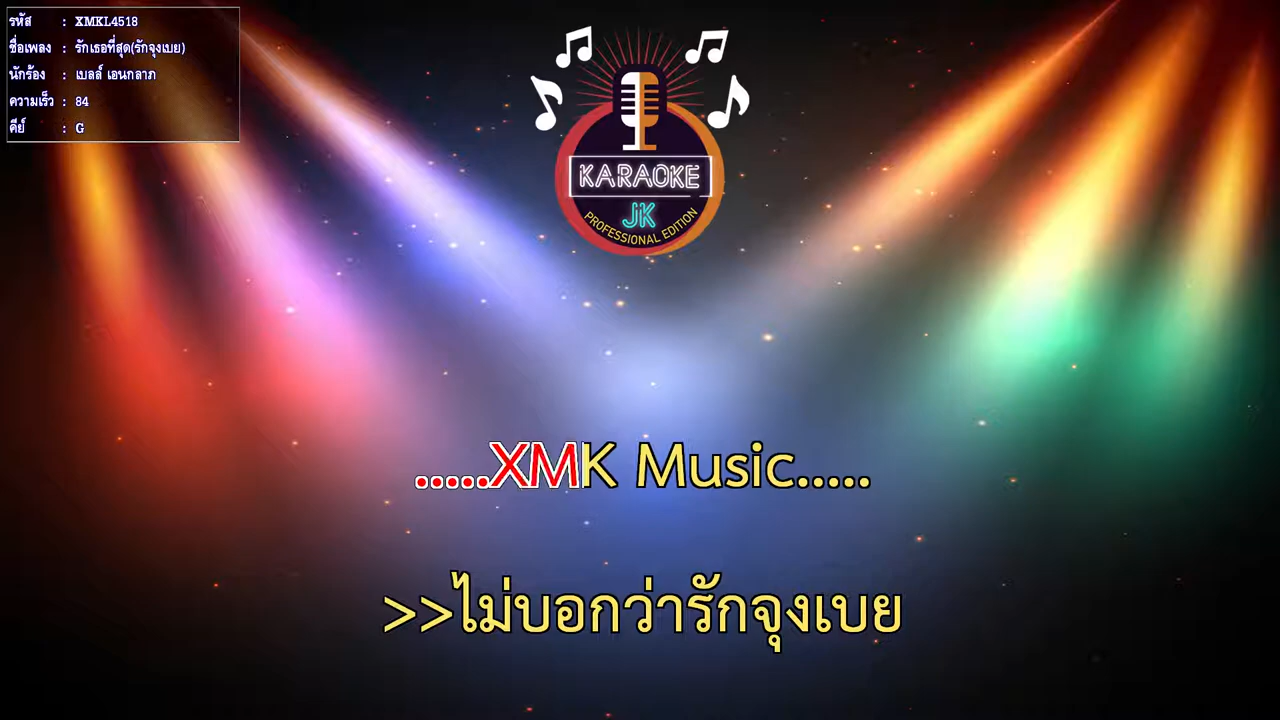 รหัส : XMKL4518
ชื่อเพลง : รักเธอที่สุด(รักจุงเบย)
นักร้อง : เบลล์ เอนกลาภ
ความเร็ว : 84
คีย์ : G
KARAOKE
JK
PROFESSIONAL EDITION
.....XMK Music.....
>>ไม่บอกว่ารักจุงเบย